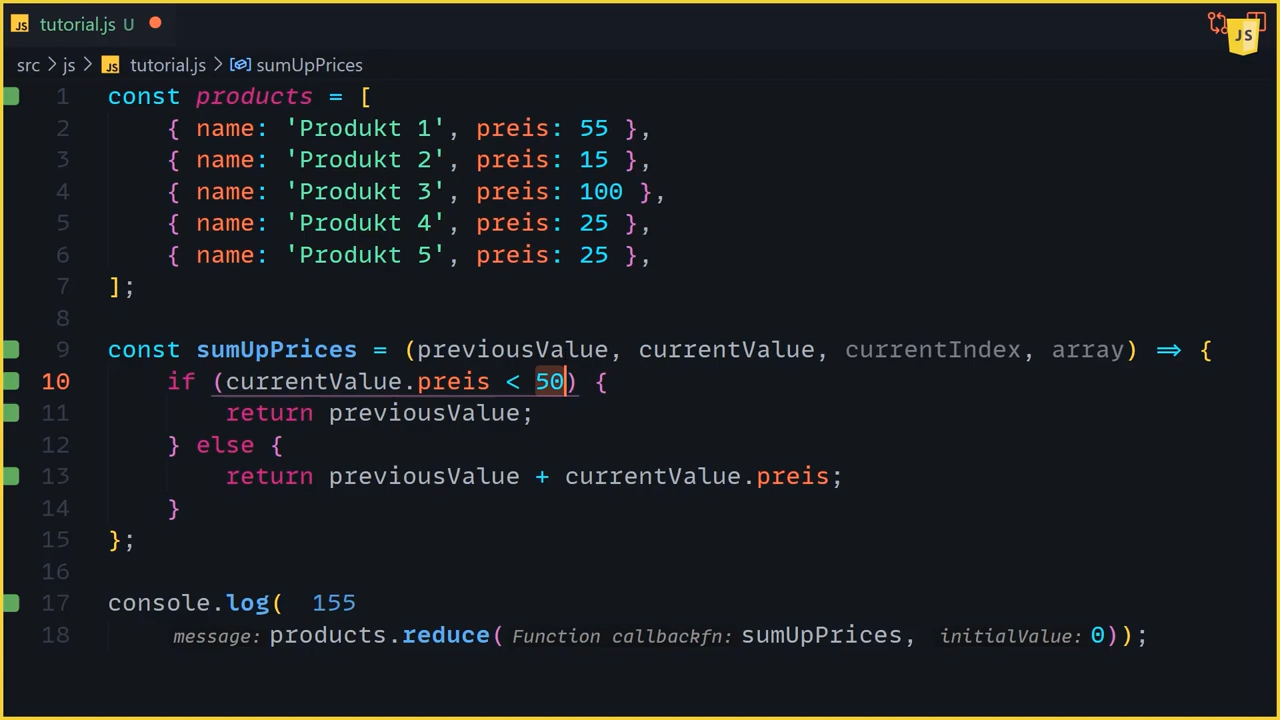 JS tutorial.js U
JS
src > js > JS tutorial.js > sumUpPrices
1 const products = [
2 { name: 'Produkt 1', preis: 55 },
3 { name: 'Produkt 2', preis: 15 },
4 { name: 'Produkt 3', preis: 100 },
5 { name: 'Produkt 4', preis: 25 },
6 { name: 'Produkt 5', preis: 25 },
7 ];
8
9 const sumUpPrices = (previousValue, currentValue, currentIndex, array) => {
10 if (currentValue.preis < 50) {
11 return previousValue;
12 } else {
13 return previousValue + currentValue.preis;
14 }
15 };
16
17 console.log( 155
18 message: products.reduce( Function callbackfn: sumUpPrices, initialValue: 0));